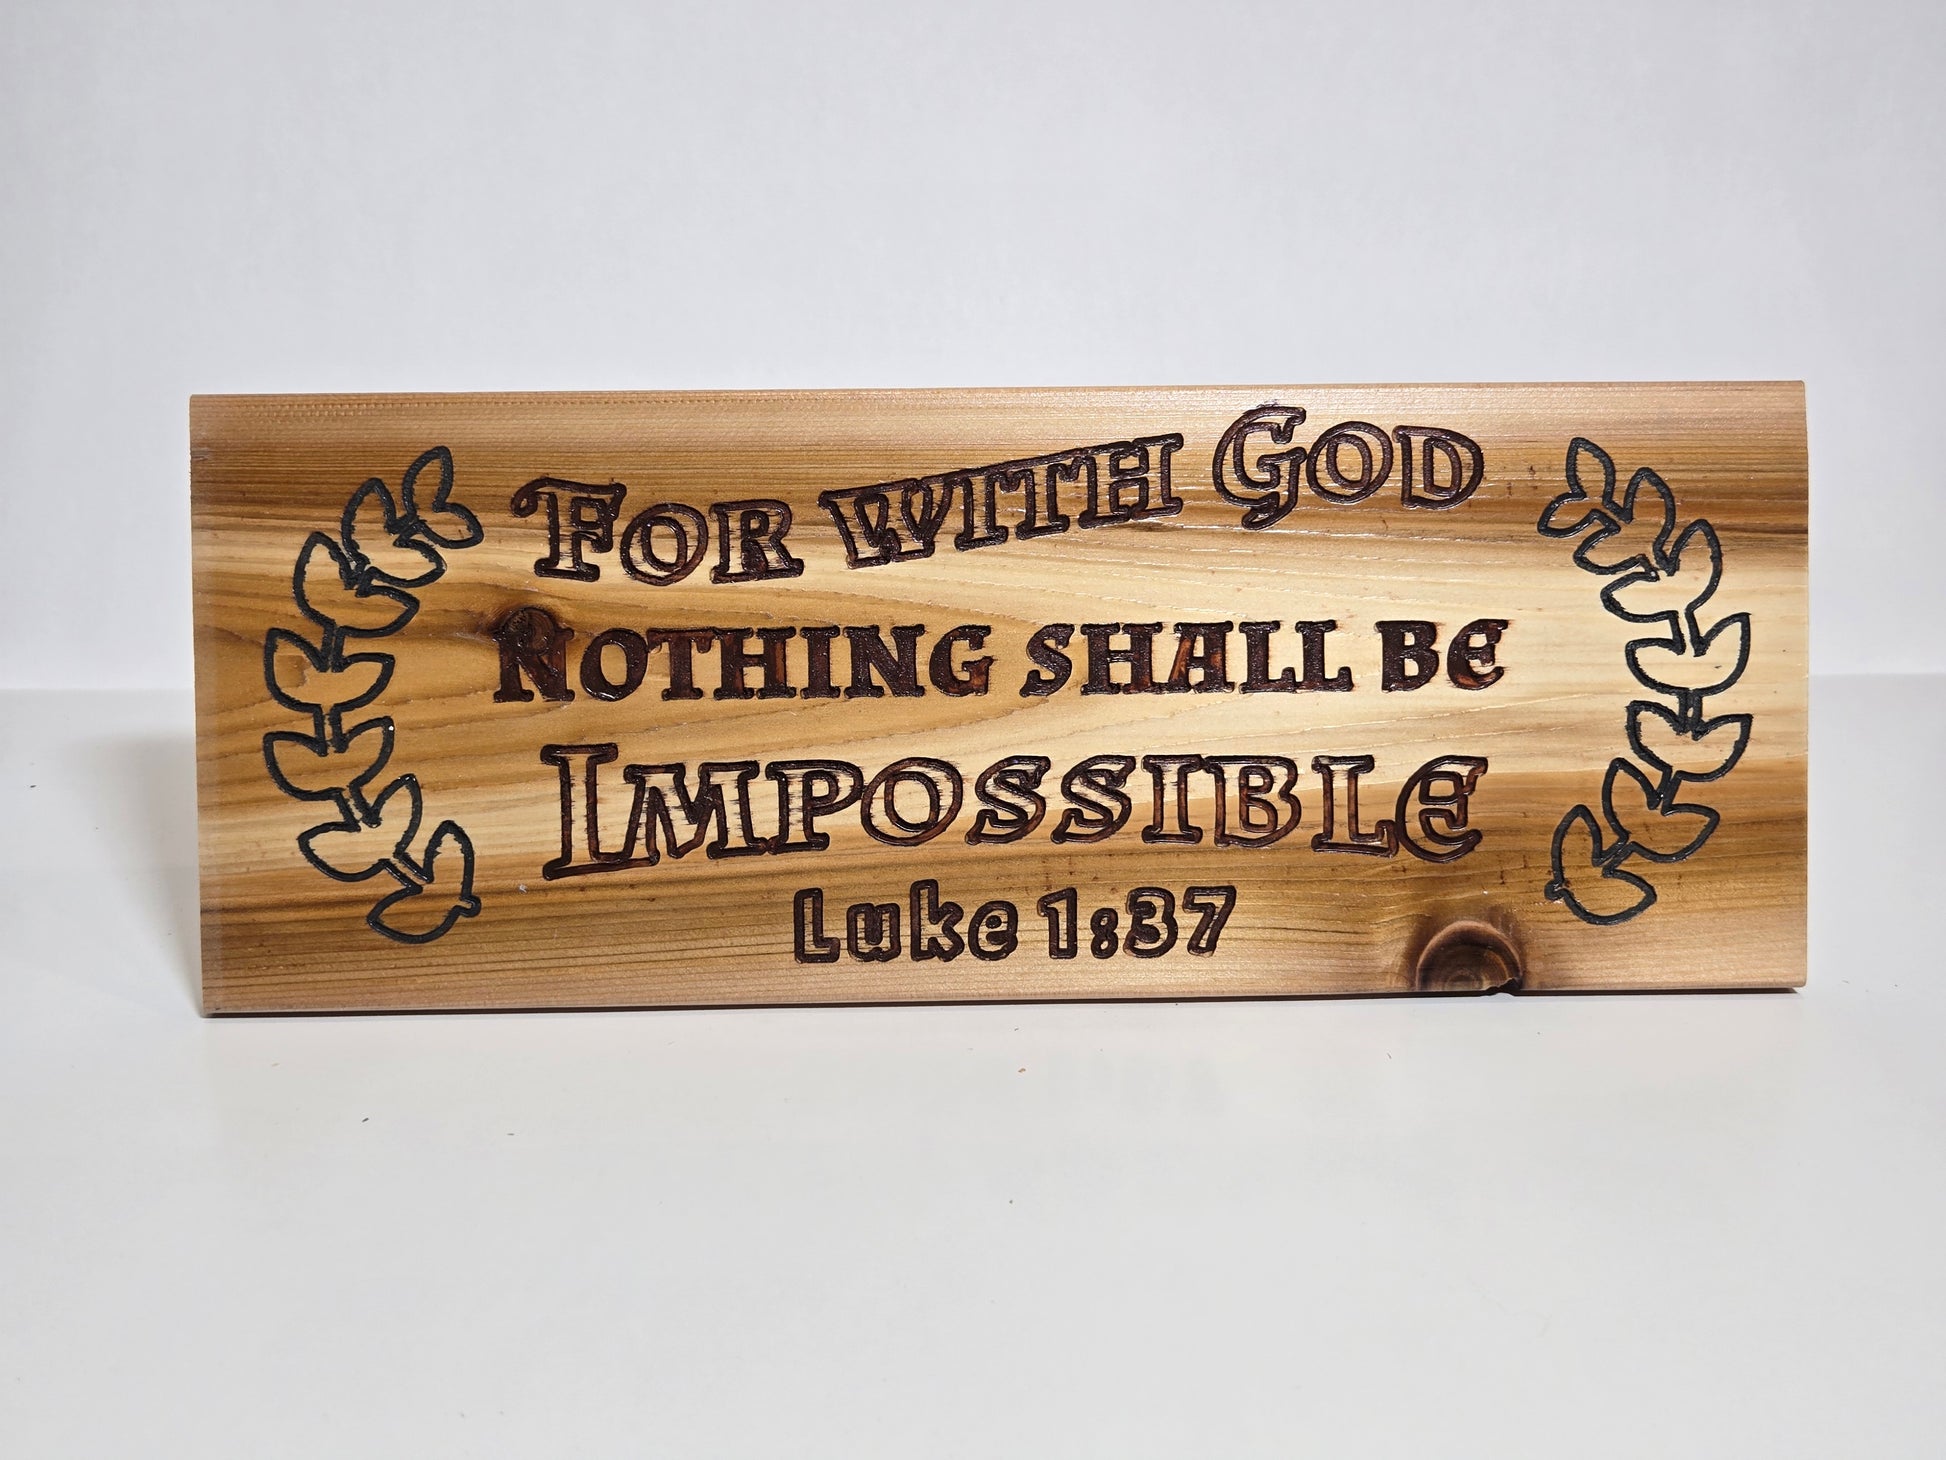 For with God
Nothing shall be
Impossible
Luke 1:37